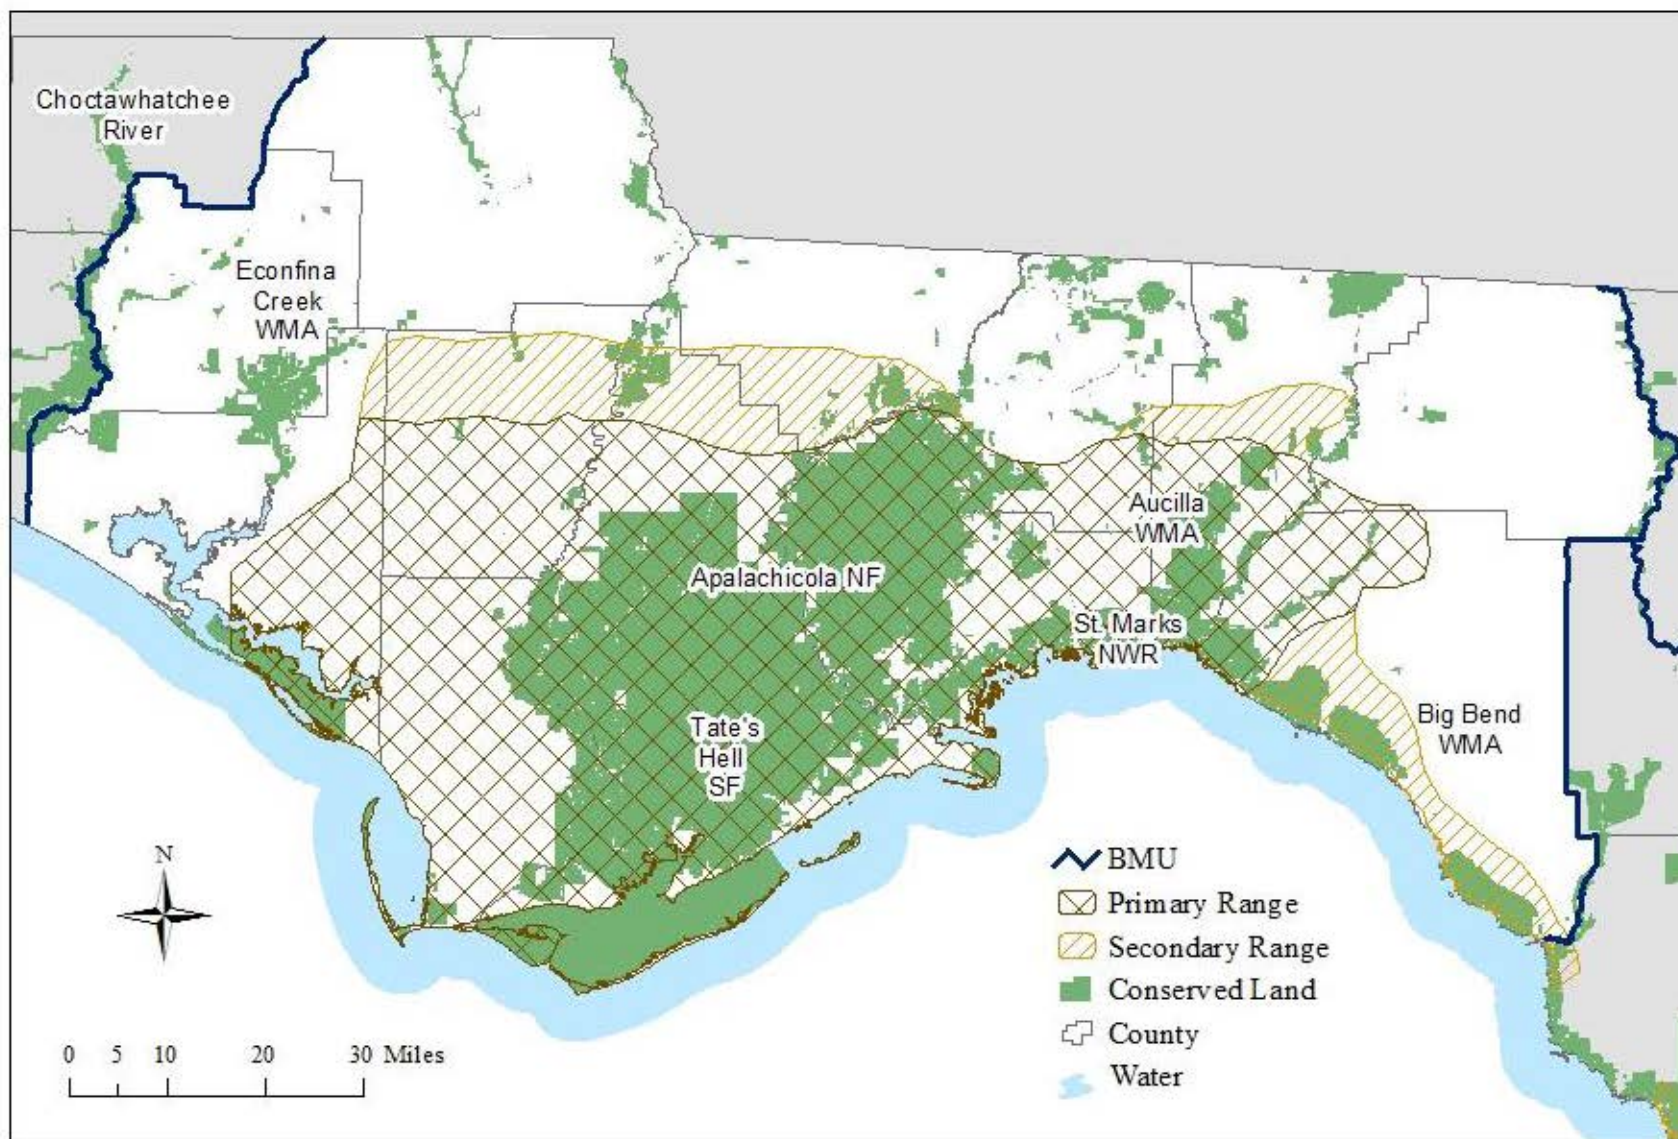 Choctawhatchee
River
Econfina
Creek
WMA
Aucilla
WMA
Apalachicola NF
St. Marks
NWR
Tate's
Hell
SF
Big Bend
WMA
N
BMU
Primary Range
Secondary Range
Conserved Land
County
Water
0 5 10 20 30 Miles